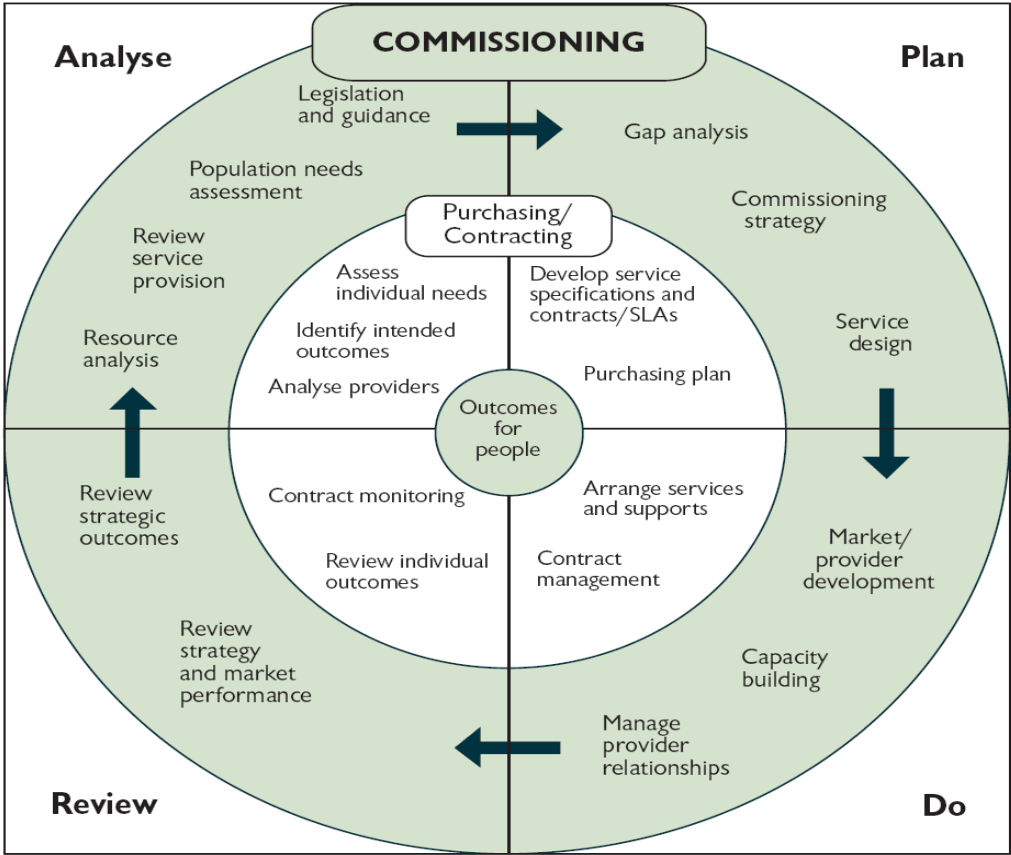 COMMISSIONING
Analyse
Plan
Legislation
and guidance
Gap analysis
Population needs
assessment
Commissioning
strategy
Purchasing/
Contracting
Review
service
provision
Assess
individual needs
Develop service
specifications and
contracts/SLAs
Resource
analysis
Identify intended
outcomes
Service
design
Analyse providers
Purchasing plan
Outcomes
for
people
Review
strategic
outcomes
Contract monitoring
Arrange services
and supports
Market/
provider
development
Review individual
outcomes
Contract
management
Review
strategy
and market
performance
Capacity
building
Manage
provider
relationships
Review
Do